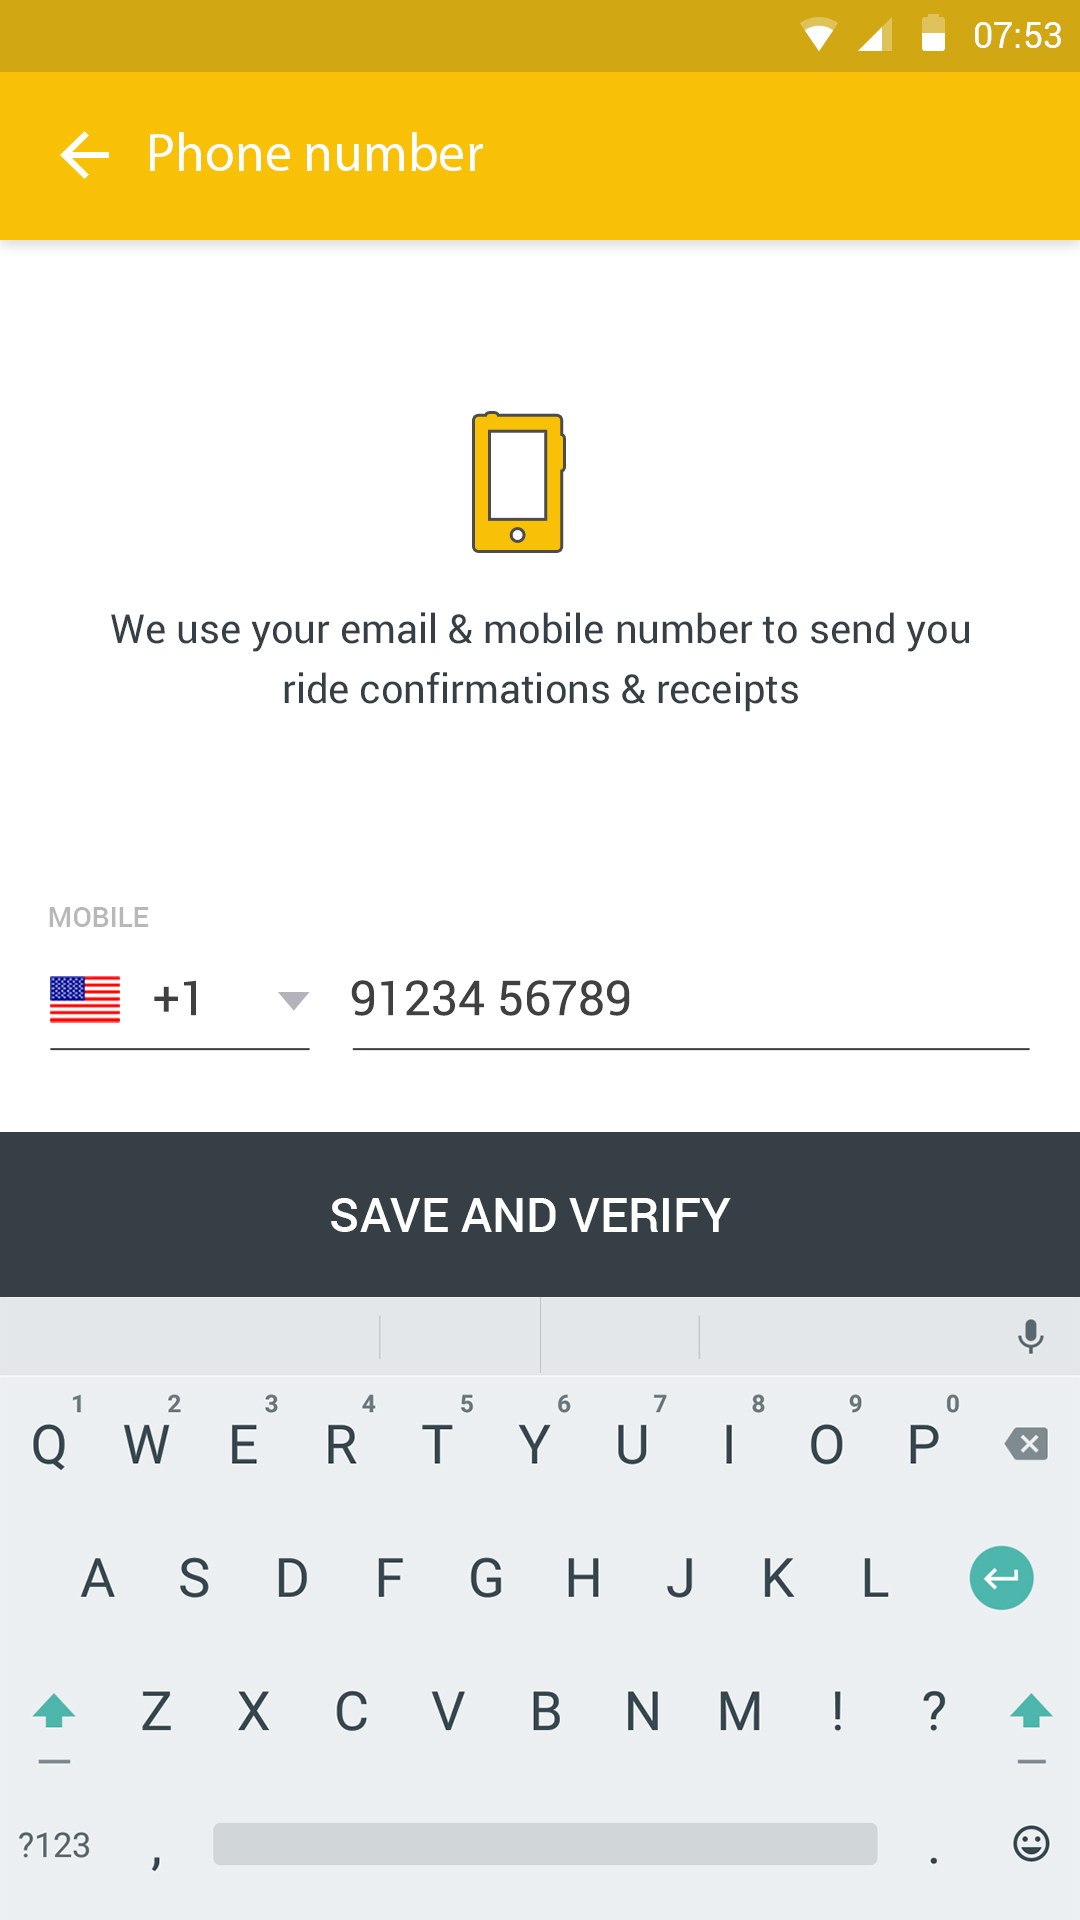 07:53
Phone number
We use your email & mobile number to send you
ride confirmations & receipts
MOBILE
+1 91234 56789
SAVE AND VERIFY
1 2 3 4 5 6 7 8 9 0
Q W E R T Y U I O P
A S D F G H J K L
Z X C V B N M ! ?
?123 , .